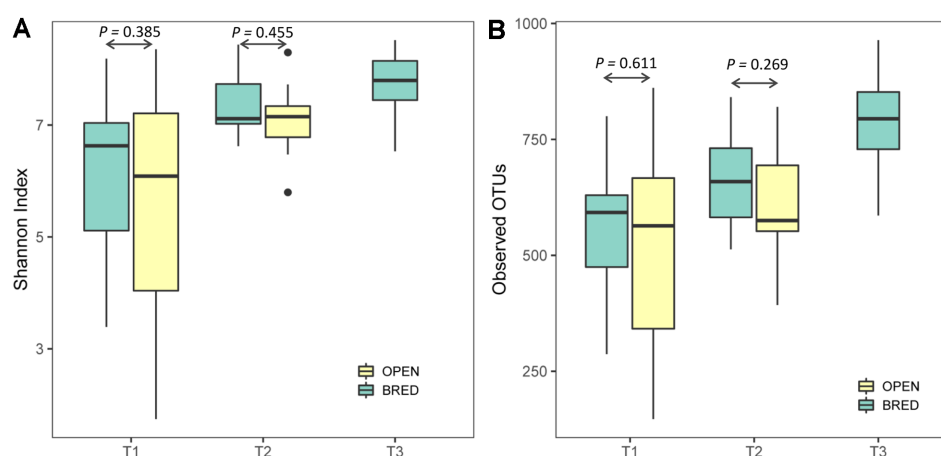 A
P = 0.385
P = 0.455
7
5
3
Shannon Index
OPEN
BRED
T1
T2
T3
B
1000
P = 0.611
P = 0.269
750
500
250
Observed OTUs
OPEN
BRED
T1
T2
T3